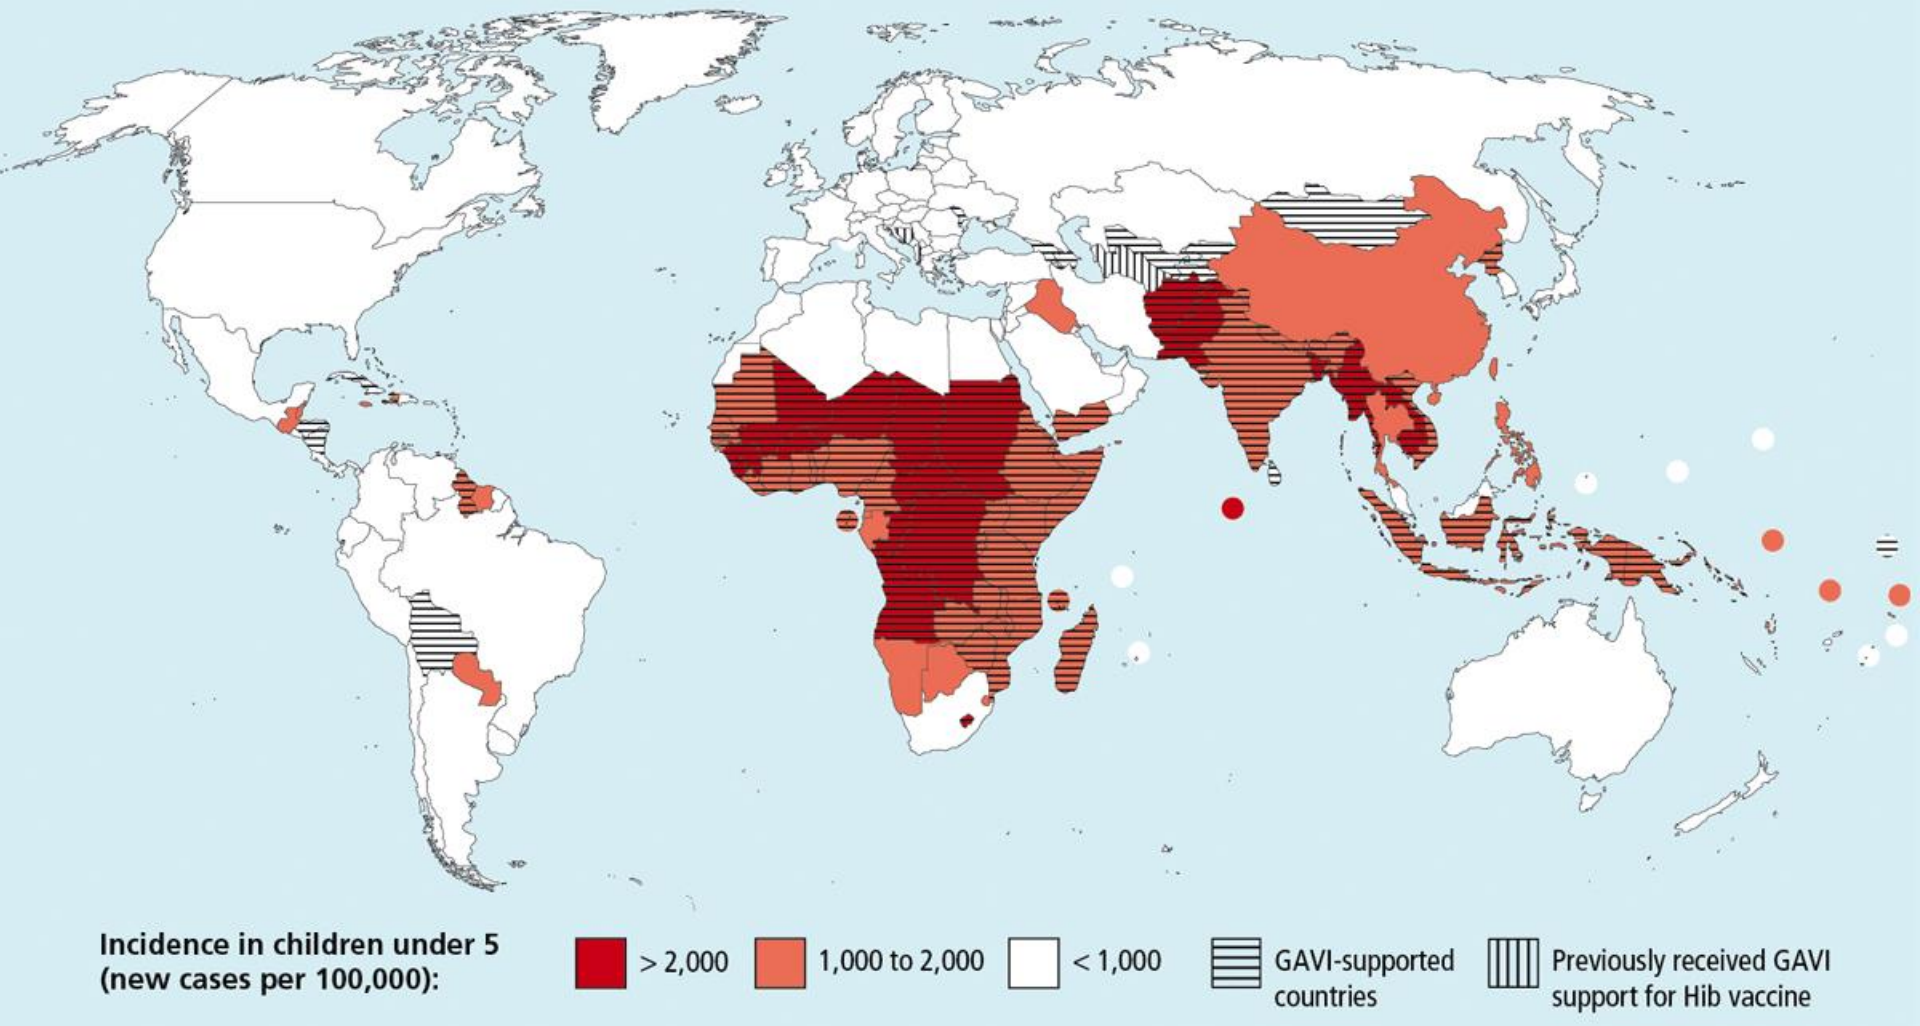 Incidence in children under 5
(new cases per 100,000):
> 2,000
1,000 to 2,000
< 1,000
GAVI-supported
countries
Previously received GAVI
support for Hib vaccine